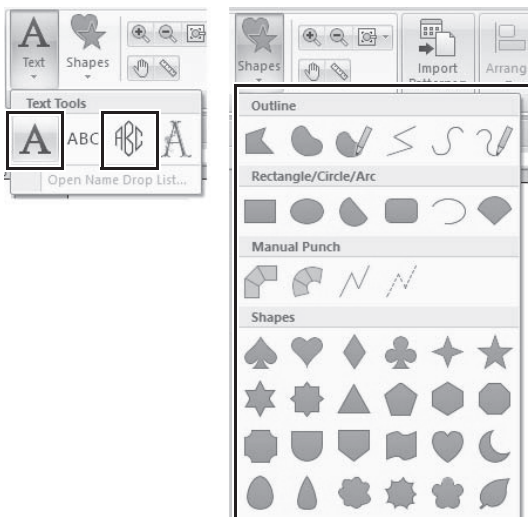 A
Text
Shapes
Text Tools
A ABC ABC A
Open Name Drop List...
Shapes
Import
Arrang
Outline
Rectangle/Circle/Arc
Manual Punch
Shapes